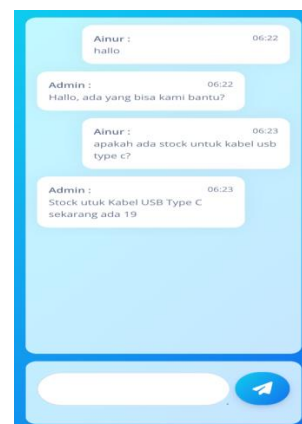 Ainur : 06:22
hallo
Admin : 06:22
Hallo, ada yang bisa kami bantu?
Ainur : 06:23
apakah ada stock untuk kabel usb
type c?
Admin : 06:23
Stock utuk Kabel USB Type C
sekarang ada 19